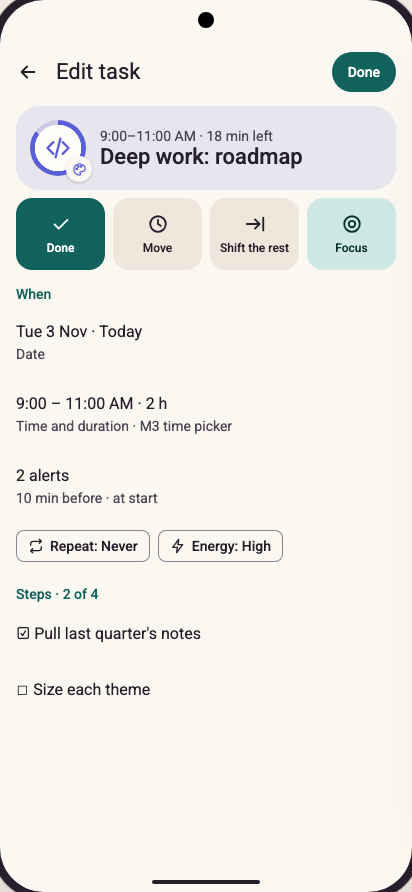 Edit task
Done
9:00–11:00 AM · 18 min left
Deep work: roadmap
Done
Move
Shift the rest
Focus
When
Tue 3 Nov · Today
Date
9:00 – 11:00 AM · 2 h
Time and duration · M3 time picker
2 alerts
10 min before · at start
Repeat: Never
Energy: High
Steps · 2 of 4
Pull last quarter's notes
Size each theme